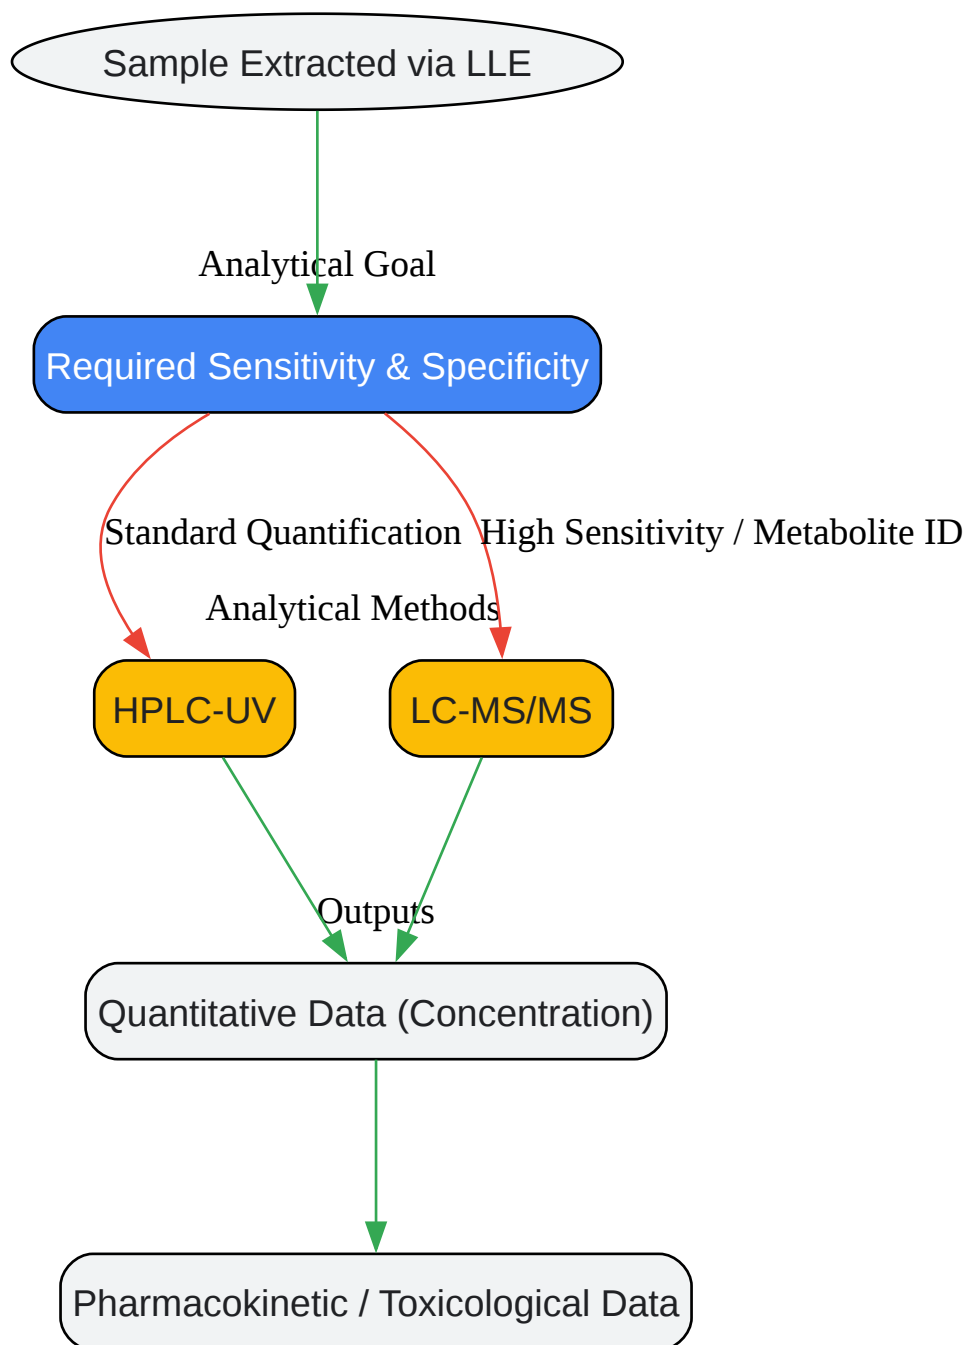 Sample Extracted via LLE
Analytical Goal
Required Sensitivity & Specificity
Standard Quantification
High Sensitivity / Metabolite ID
Analytical Methods
HPLC-UV
LC-MS/MS
Outputs
Quantitative Data (Concentration)
Pharmacokinetic / Toxicological Data